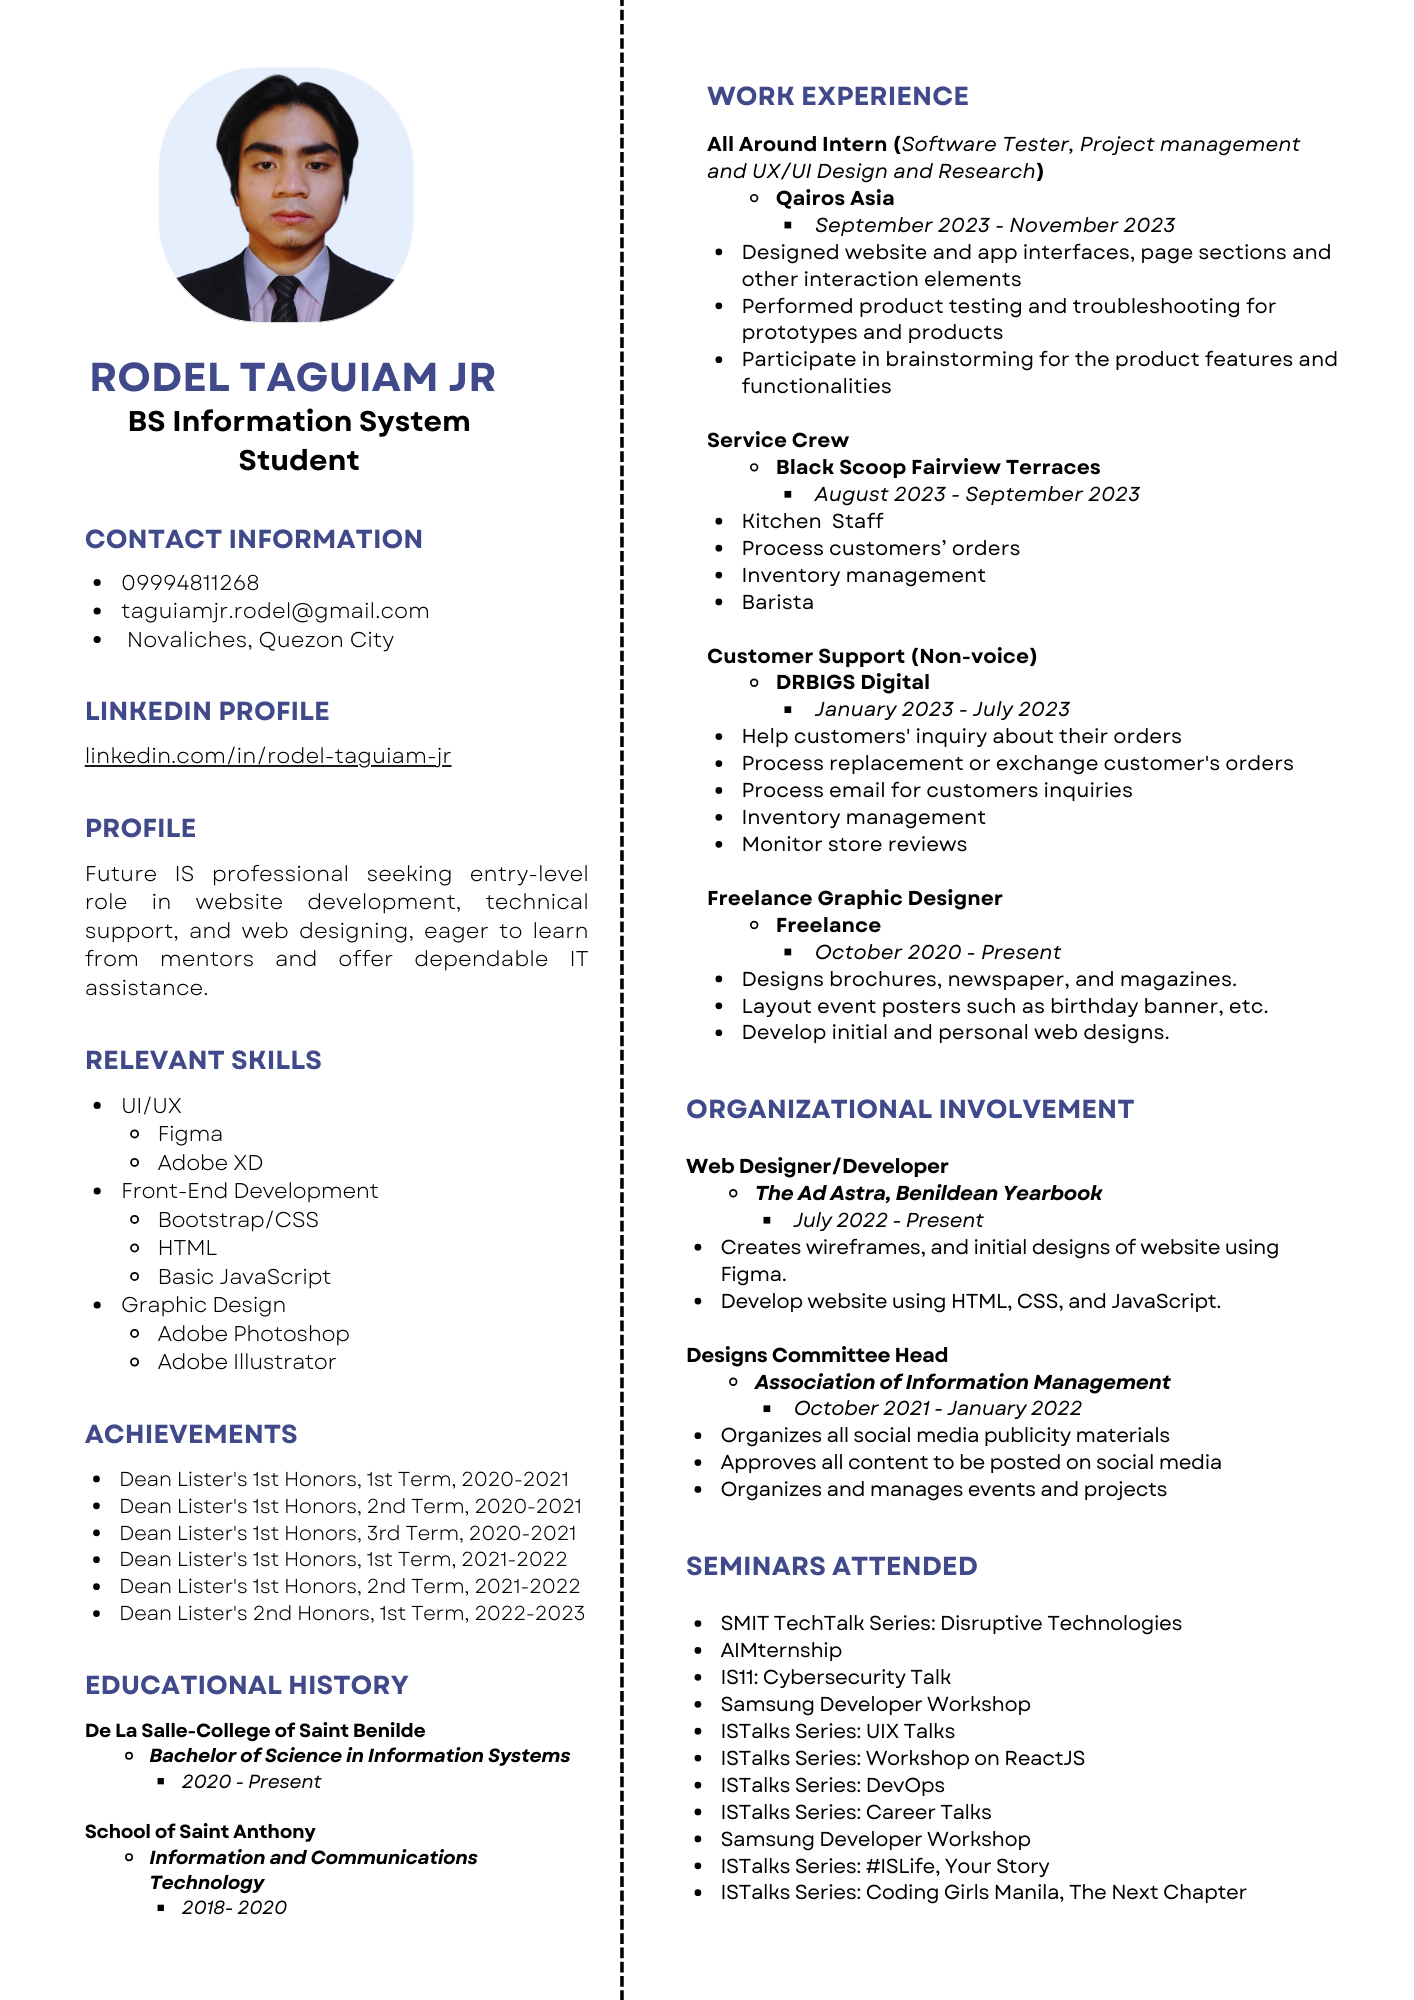 RODEL TAGUIAM JR
BS Information System
Student
CONTACT INFORMATION
• 09994811268
• taguiamjr.rodel@gmail.com
• Novaliches, Quezon City
LINKEDIN PROFILE
linkedin.com/in/rodel-taguiam-jr
PROFILE
Future IS professional seeking entry-level
role in website development, technical
support, and web designing, eager to learn
from mentors and offer dependable IT
assistance.
RELEVANT SKILLS
• UI/UX
◦ Figma
◦ Adobe XD
• Front-End Development
◦ Bootstrap/CSS
◦ HTML
◦ Basic JavaScript
• Graphic Design
◦ Adobe Photoshop
◦ Adobe Illustrator
ACHIEVEMENTS
• Dean Lister's 1st Honors, 1st Term, 2020-2021
• Dean Lister's 1st Honors, 2nd Term, 2020-2021
• Dean Lister's 1st Honors, 3rd Term, 2020-2021
• Dean Lister's 1st Honors, 1st Term, 2021-2022
• Dean Lister's 1st Honors, 2nd Term, 2021-2022
• Dean Lister's 2nd Honors, 1st Term, 2022-2023
EDUCATIONAL HISTORY
De La Salle-College of Saint Benilde
◦ Bachelor of Science in Information Systems
▪ 2020 - Present
School of Saint Anthony
◦ Information and Communications
Technology
▪ 2018- 2020
WORK EXPERIENCE
All Around Intern (Software Tester, Project management
and UX/UI Design and Research)
◦ Qairos Asia
▪ September 2023 - November 2023
• Designed website and app interfaces, page sections and
other interaction elements
• Performed product testing and troubleshooting for
prototypes and products
• Participate in brainstorming for the product features and
functionalities
Service Crew
◦ Black Scoop Fairview Terraces
▪ August 2023 - September 2023
• Kitchen  Staff
• Process customers’ orders
• Inventory management
• Barista
Customer Support (Non-voice)
◦ DRBIGS Digital
▪ January 2023 - July 2023
• Help customers' inquiry about their orders
• Process replacement or exchange customer's orders
• Process email for customers inquiries
• Inventory management
• Monitor store reviews
Freelance Graphic Designer
◦ Freelance
▪ October 2020 - Present
• Designs brochures, newspaper, and magazines.
• Layout event posters such as birthday banner, etc.
• Develop initial and personal web designs.
ORGANIZATIONAL INVOLVEMENT
Web Designer/Developer
◦ The Ad Astra, Benildean Yearbook
▪ July 2022 - Present
• Creates wireframes, and initial designs of website using
Figma.
• Develop website using HTML, CSS, and JavaScript.
Designs Committee Head
◦ Association of Information Management
▪ October 2021 - January 2022
• Organizes all social media publicity materials
• Approves all content to be posted on social media
• Organizes and manages events and projects
SEMINARS ATTENDED
• SMIT TechTalk Series: Disruptive Technologies
• AIMternship
• IS11: Cybersecurity Talk
• Samsung Developer Workshop
• ISTalks Series: UIX Talks
• ISTalks Series: Workshop on ReactJS
• ISTalks Series: DevOps
• ISTalks Series: Career Talks
• Samsung Developer Workshop
• ISTalks Series: #ISLife, Your Story
• ISTalks Series: Coding Girls Manila, The Next Chapter